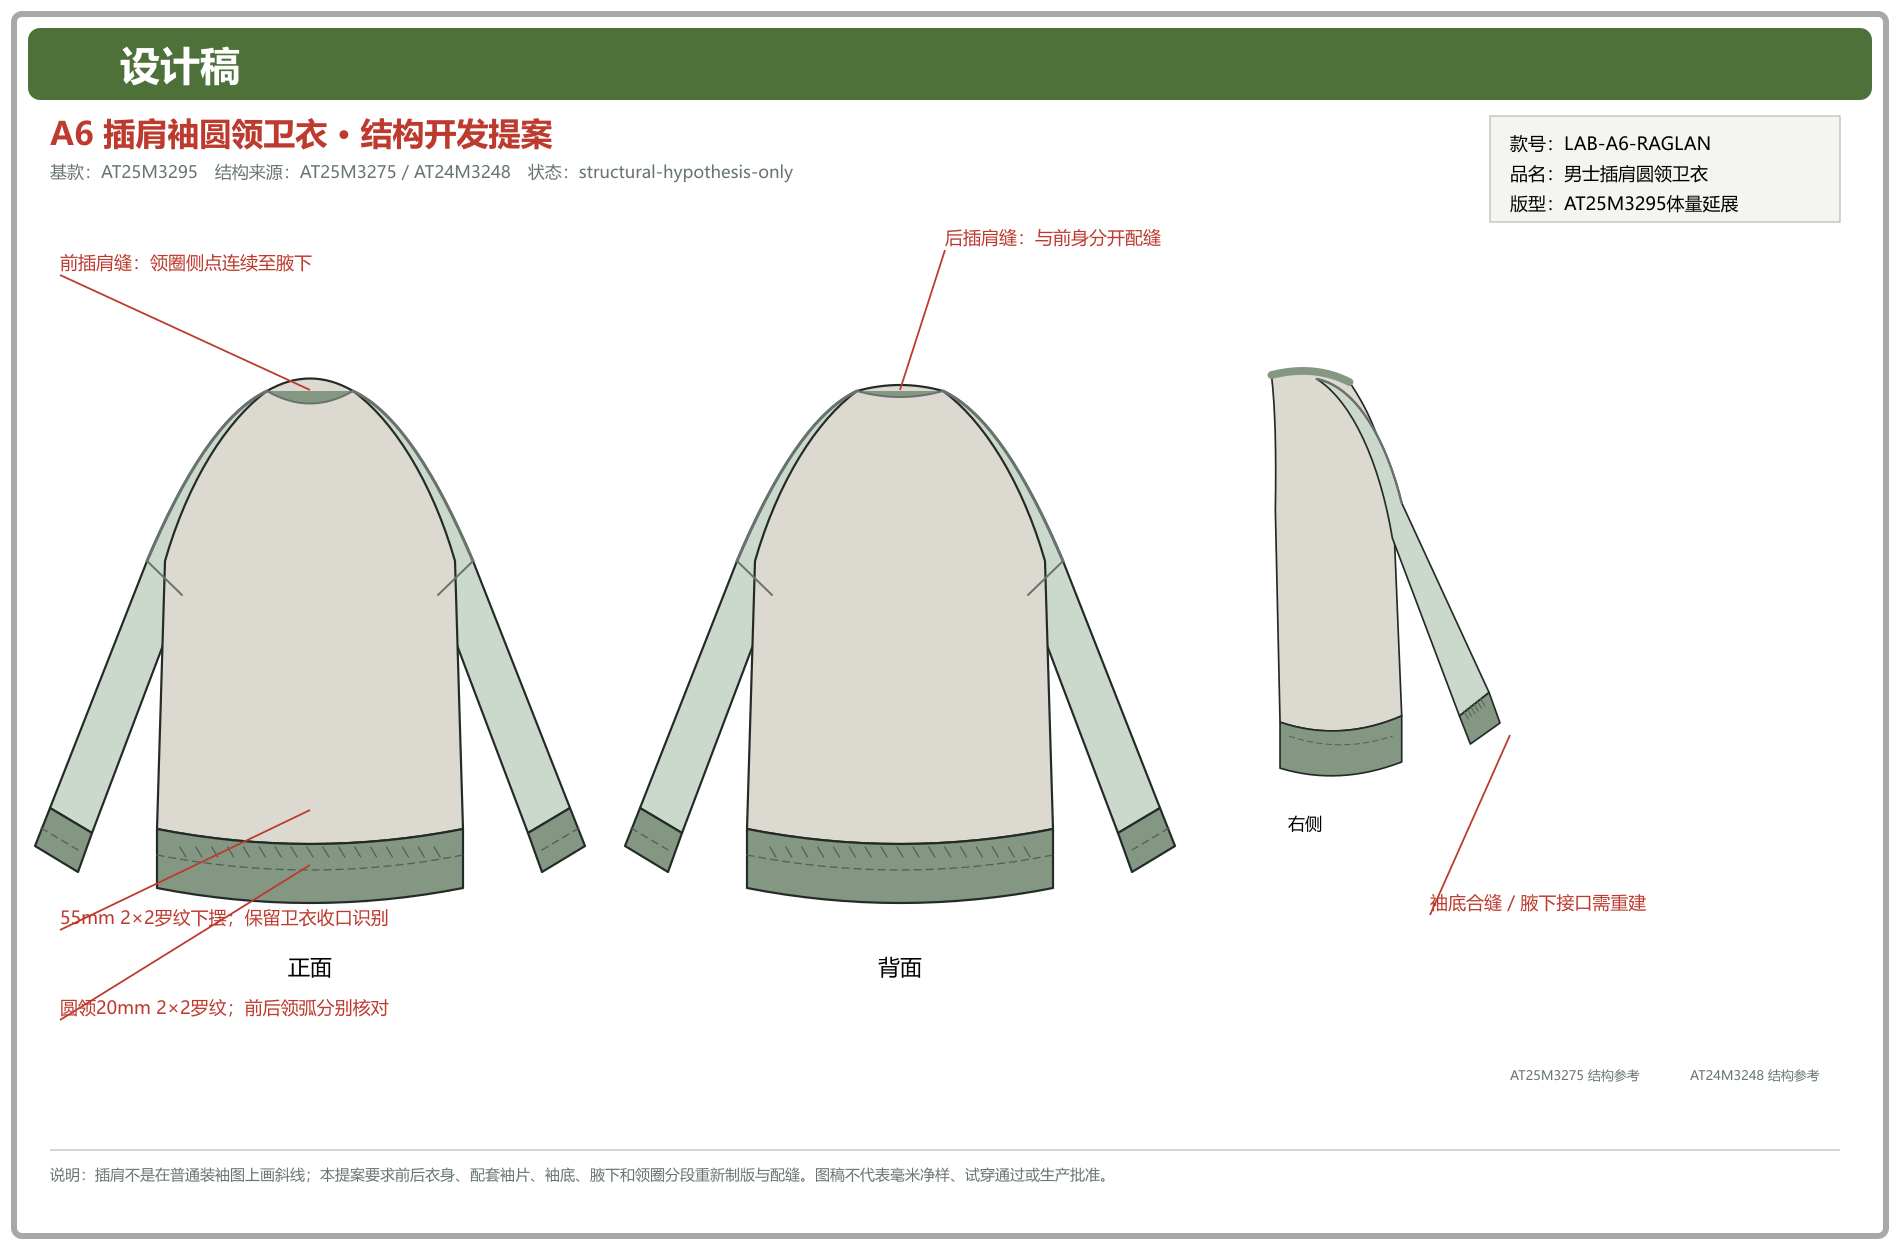 设计稿
A6 插肩袖圆领卫衣 • 结构开发提案
基款：AT25M3295 结构来源：AT25M3275 / AT24M3248 状态：structural-hypothesis-only
款号：LAB-A6-RAGLAN
品名：男士插肩圆领卫衣
版型：AT25M3295体量延展
后插肩缝：与前身分开配缝
前插肩缝：领圈侧点连续至腋下
右侧
袖底合缝 / 腋下接口需重建
55mm 2×2罗纹下摆；保留卫衣收口识别
正面
背面
圆领20mm 2×2罗纹；前后领弧分别核对
AT25M3275 结构参考
AT24M3248 结构参考
说明：插肩不是在普通装袖图上画斜线；本提案要求前后衣身、配套袖片、袖底、腋下和领圈分段重新制版与配缝。图稿不代表毫米净样、试穿通过或生产批准。